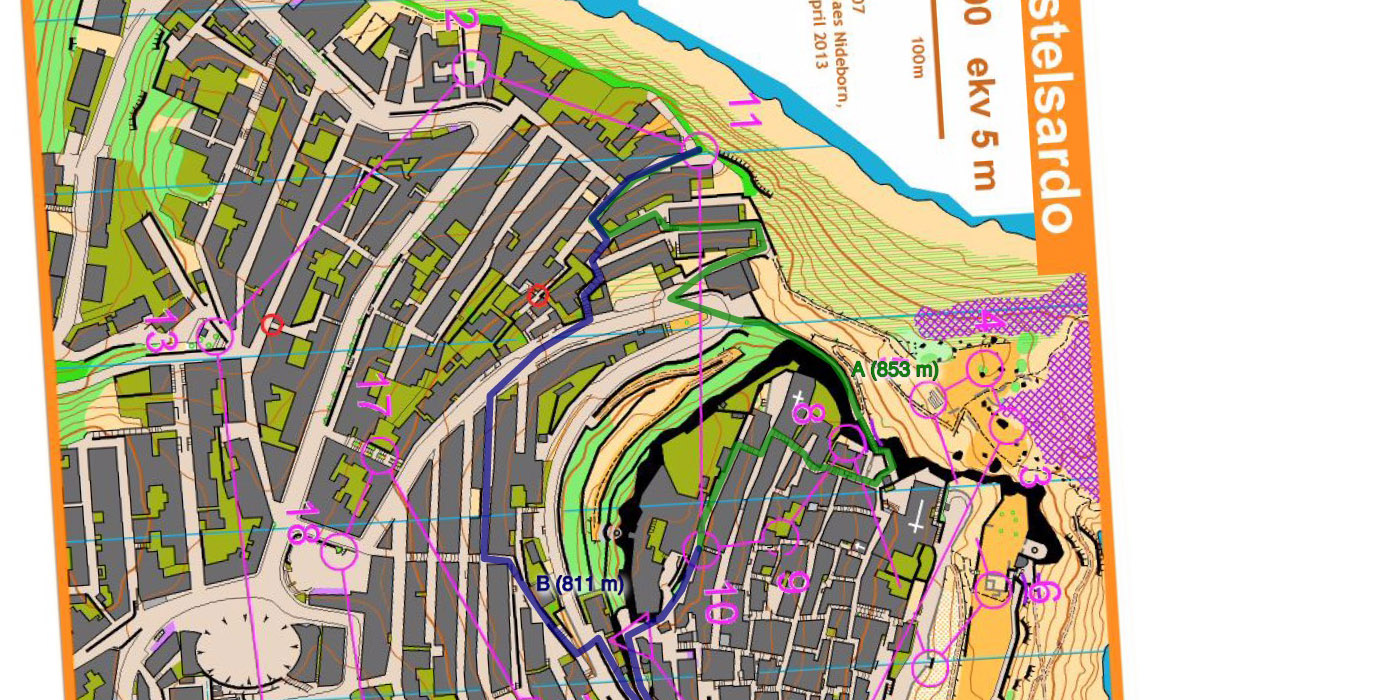 stelsardo
00 ekv 5 m
100m
07
aes Nideborn,
pril 2013
2
11
13
17
18
4
A (853 m)
8
3
B (811 m)
9
10
6